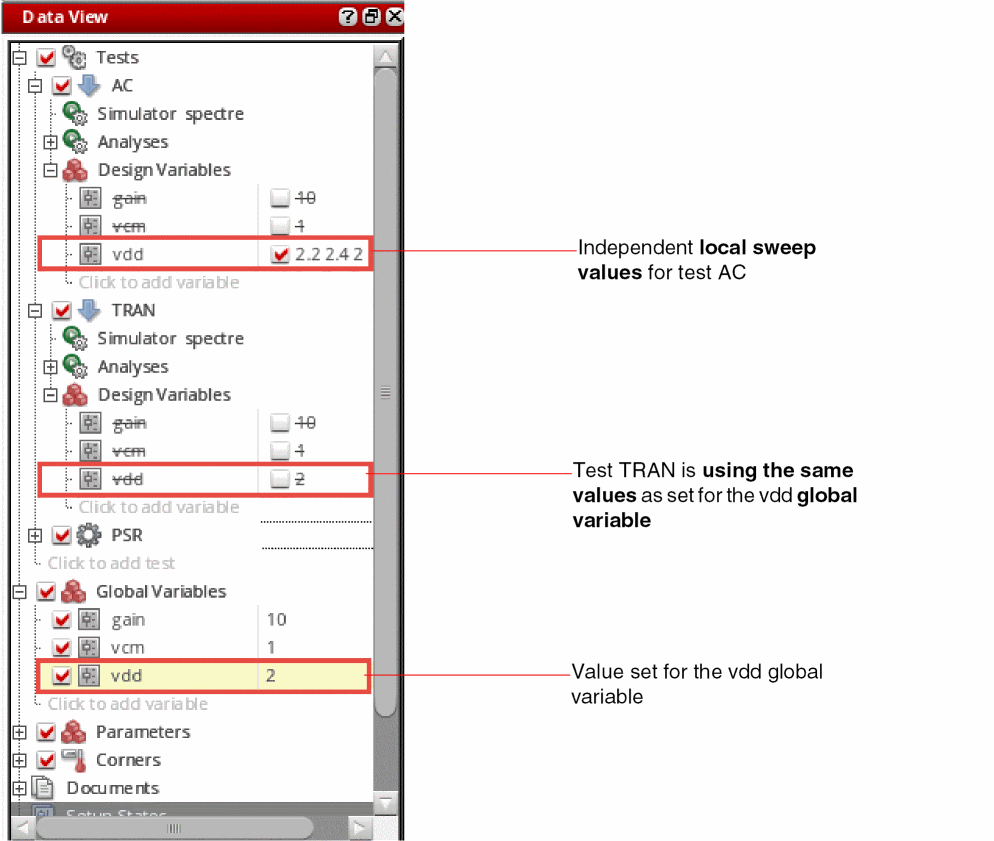 Data View
Tests
AC
Simulator spectre
Analyses
Design Variables
gain 10
vcm 1
vdd 2.2 2.4 2
Independent local sweep
values for test AC
Click to add variable
TRAN
Simulator spectre
Analyses
Design Variables
gain 10
vcm 1
vdd 2
Test TRAN is using the same
values as set for the vdd global
variable
Click to add variable
PSR
Click to add test
Global Variables
gain 10
vcm 1
vdd 2
Value set for the vdd global
variable
Click to add variable
Parameters
Corners
Documents
Setup States